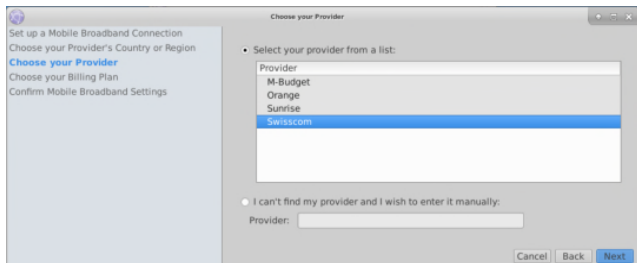 Choose your Provider
Set up a Mobile Broadband Connection
Choose your Provider's Country or Region
Choose your Provider
Choose your Billing Plan
Confirm Mobile Broadband Settings
Select your provider from a list:
Provider
M-Budget
Orange
Sunrise
Swisscom
I can't find my provider and I wish to enter it manually:
Provider:
Cancel Back Next